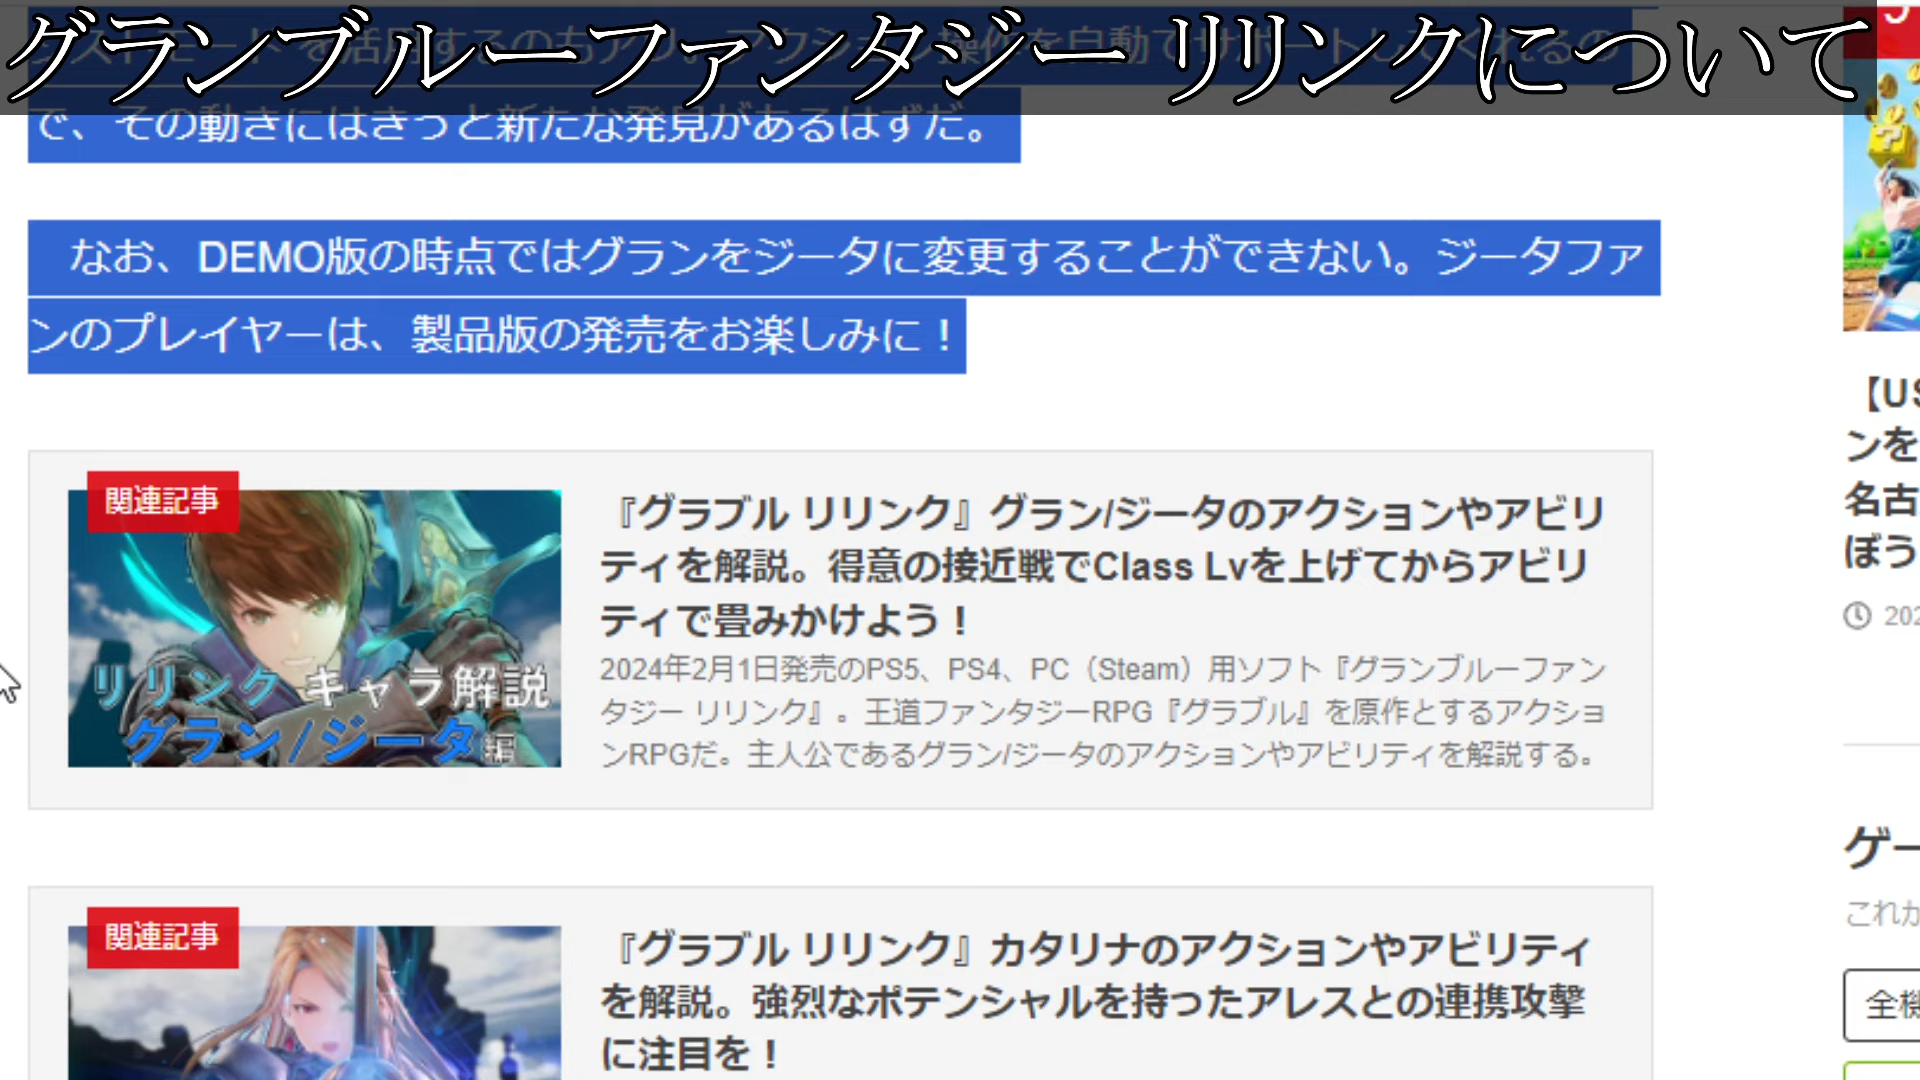 グランブルーファンタジー リリンクについて
で、その動きにはきっと新たな発見があるはずだ。
なお、DEMO版の時点ではグランをジータに変更することができない。ジータファ
ンのプレイヤーは、製品版の発売をお楽しみに！
関連記事
リリンク キャラ解説
グラン/ジータ編
『グラブル リリンク』グラン/ジータのアクションやアビリ
ティを解説。得意の接近戦でClass Lvを上げてからアビリ
ティで畳みかけよう！
2024年2月1日発売のPS5、PS4、PC（Steam）用ソフト『グランブルーファン
タジー リリンク』。王道ファンタジーRPG『グラブル』を原作とするアクショ
ンRPGだ。主人公であるグラン/ジータのアクションやアビリティを解説する。
関連記事
『グラブル リリンク』カタリナのアクションやアビリティ
を解説。強烈なポテンシャルを持ったアレスとの連携攻撃
に注目を！
【US
ンを
名古
ぼう
202
ゲー
これか
全機